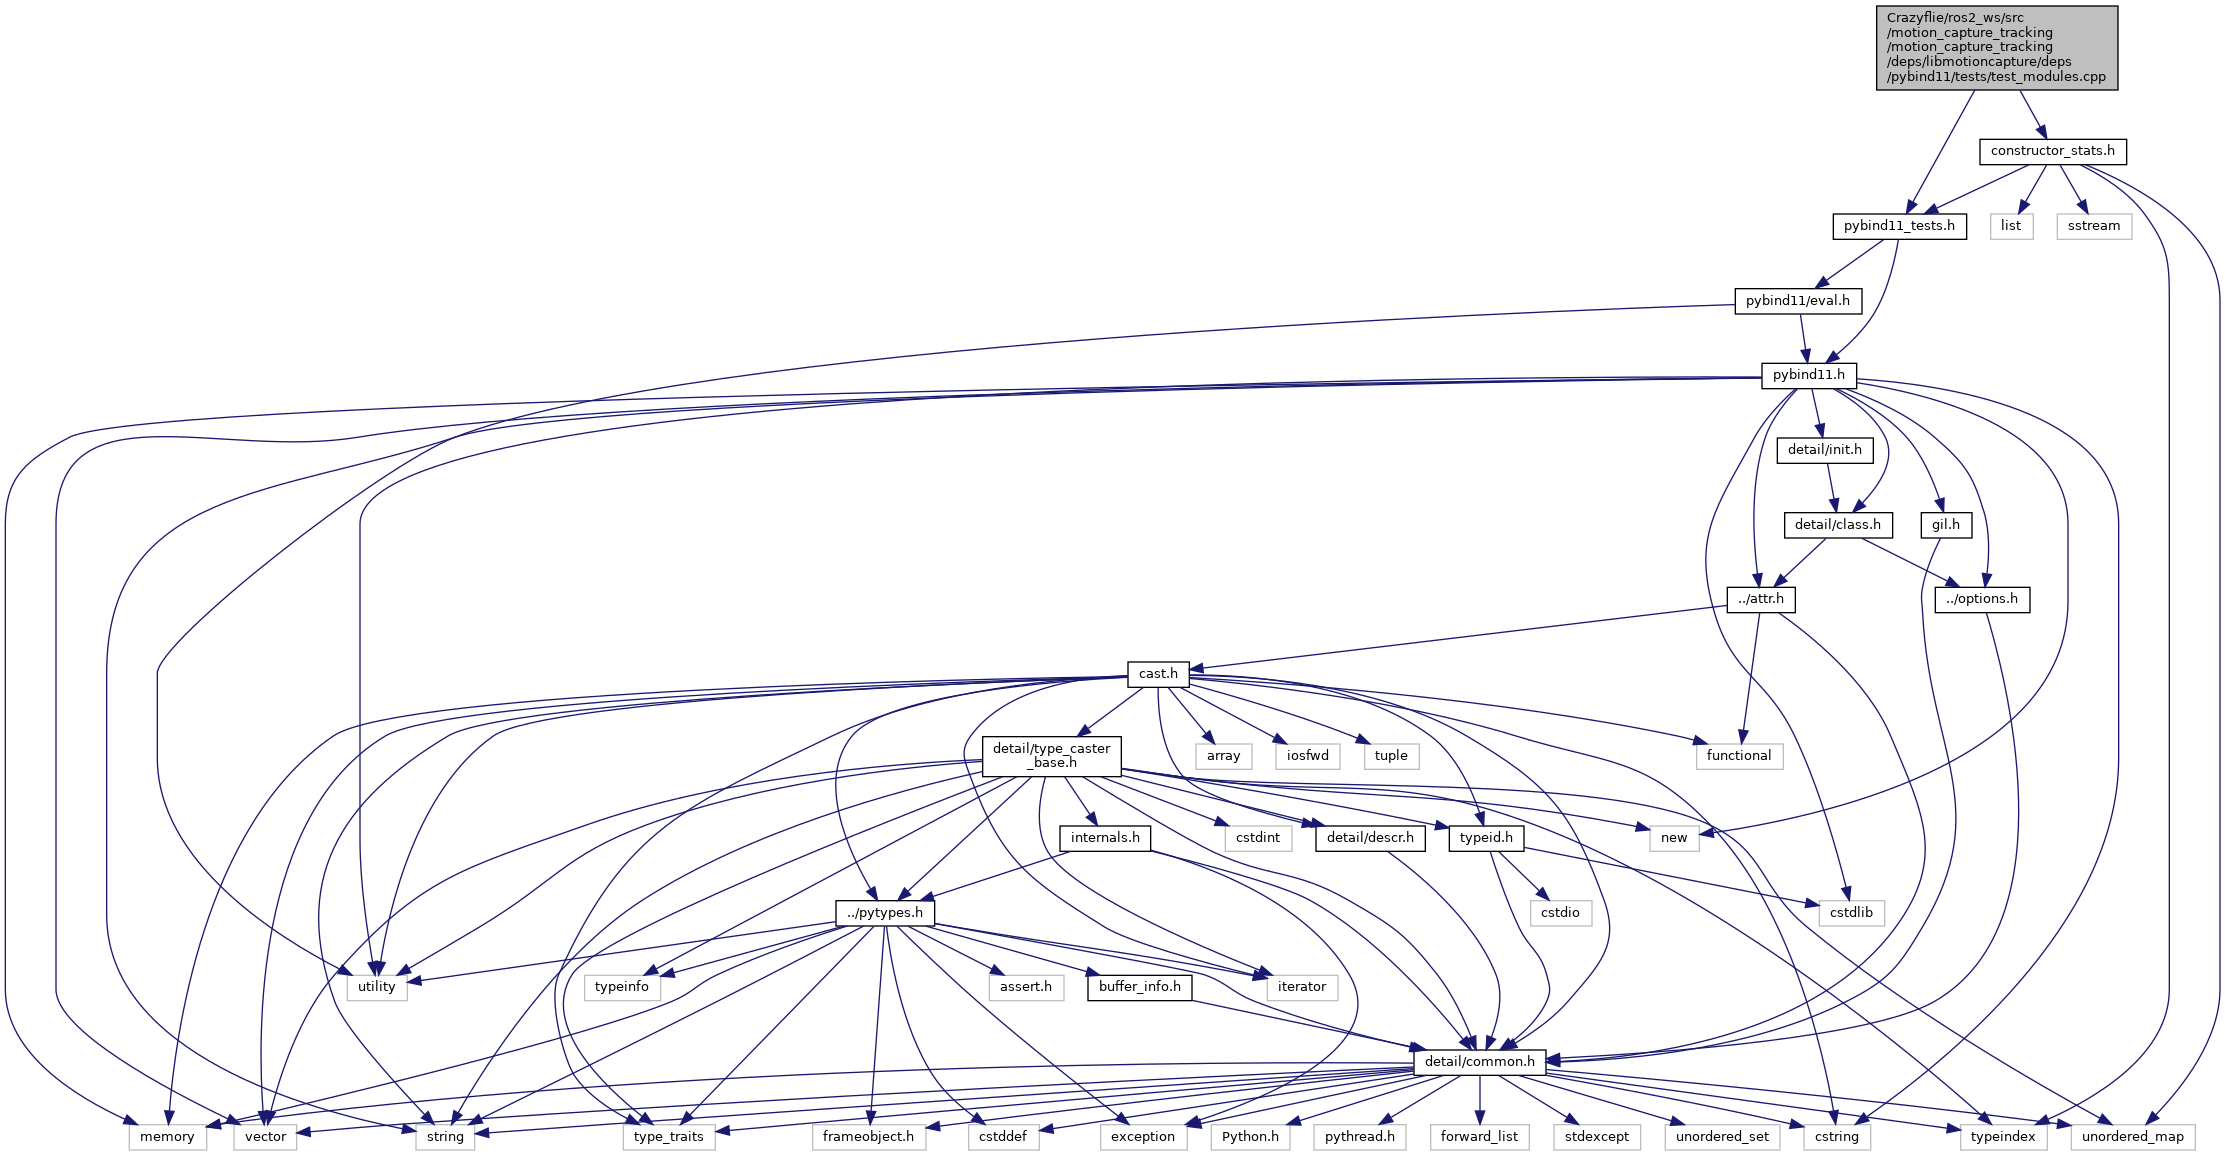 Crazyflie/ros2_ws/src
/motion_capture_tracking
/motion_capture_tracking
/deps/libmotioncapture/deps
/pybind11/tests/test_modules.cpp
constructor_stats.h
pybind11_tests.h
list
sstream
pybind11/eval.h
pybind11.h
detail/init.h
detail/class.h
gil.h
../attr.h
../options.h
cast.h
detail/type_caster
_base.h
array
iosfwd
tuple
functional
internals.h
cstdint
detail/descr.h
typeid.h
new
../pytypes.h
cstdio
cstdlib
utility
typeinfo
assert.h
buffer_info.h
iterator
detail/common.h
memory
vector
string
type_traits
frameobject.h
cstddef
exception
Python.h
pythread.h
forward_list
stdexcept
unordered_set
cstring
typeindex
unordered_map